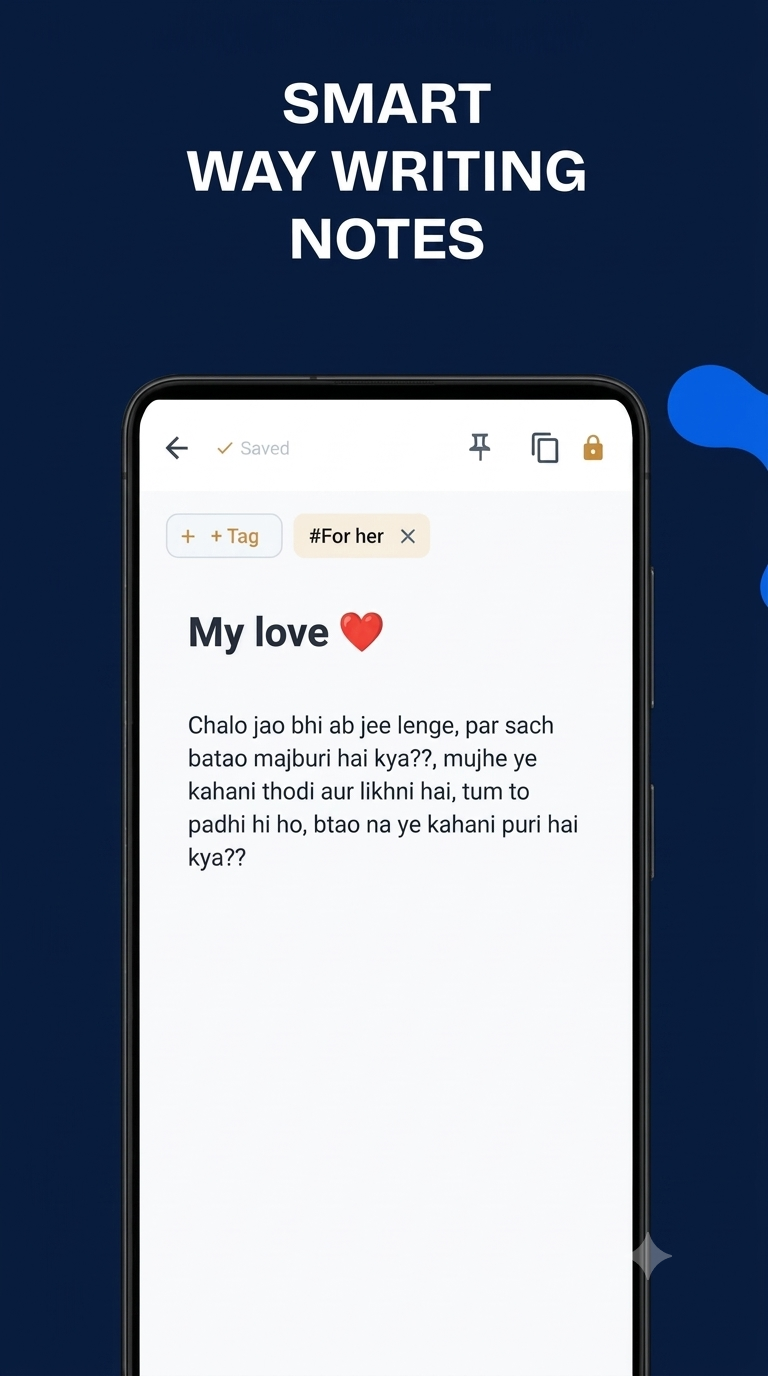 SMART
WAY WRITING
NOTES
Saved
+ + Tag
#For her
My love ❤️
Chalo jao bhi ab jee lenge, par sach
batao majburi hai kya??, mujhe ye
kahani thodi aur likhni hai, tum to
padhi hi ho, btao na ye kahani puri hai
kya??